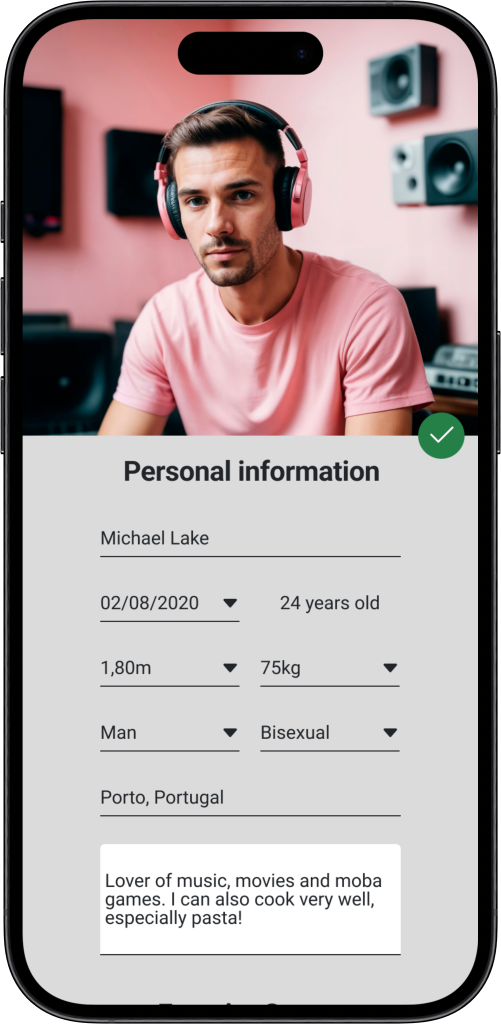 Personal information
Michael Lake
02/08/2020
24 years old
1,80m
75kg
Man
Bisexual
Porto, Portugal
Lover of music, movies and moba
games. I can also cook very well,
especially pasta!